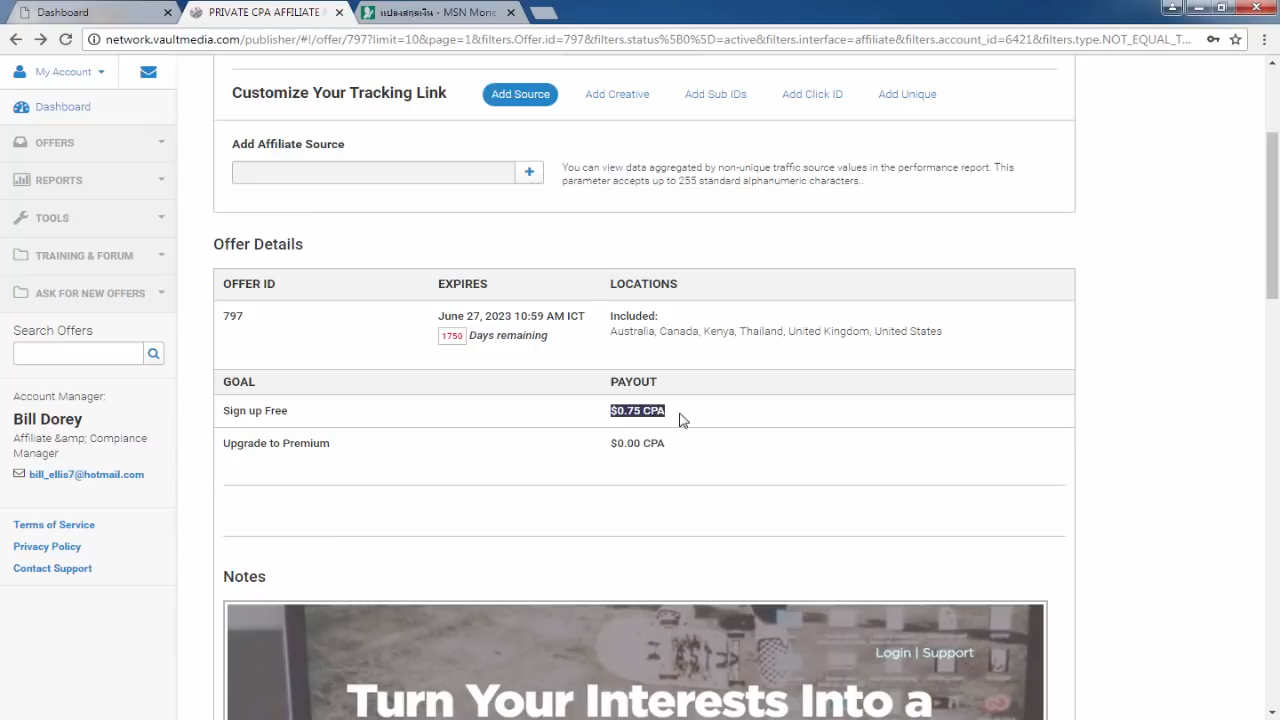 Dashboard
PRIVATE CPA AFFILIATE
แปลงสกุลเงิน - MSN Mone
network.vaultmedia.com/publisher/#!/offer/797?limit=10&page=1&filters.Offer.id=797&filters.status%5B0%5D=active&filters.interface=affiliate&filters.account_id=6421&filters.type.NOT_EQUAL_T...
My Account
Customize Your Tracking Link
Add Source
Add Creative
Add Sub IDs
Add Click ID
Add Unique
Dashboard
OFFERS
REPORTS
TOOLS
TRAINING & FORUM
ASK FOR NEW OFFERS
Search Offers
Account Manager:
Bill Dorey
Affiliate &amp; Compliance
Manager
bill_ellis7@hotmail.com
Terms of Service
Privacy Policy
Contact Support
Add Affiliate Source
+
You can view data aggregated by non-unique traffic source values in the performance report. This
parameter accepts up to 255 standard alphanumeric characters..
Offer Details
OFFER ID
EXPIRES
LOCATIONS
797
June 27, 2023 10:59 AM ICT
1750 Days remaining
Included:
Australia, Canada, Kenya, Thailand, United Kingdom, United States
GOAL
PAYOUT
Sign up Free
$0.75 CPA
Upgrade to Premium
$0.00 CPA
Notes
Login | Support
Turn Your Interests Into a